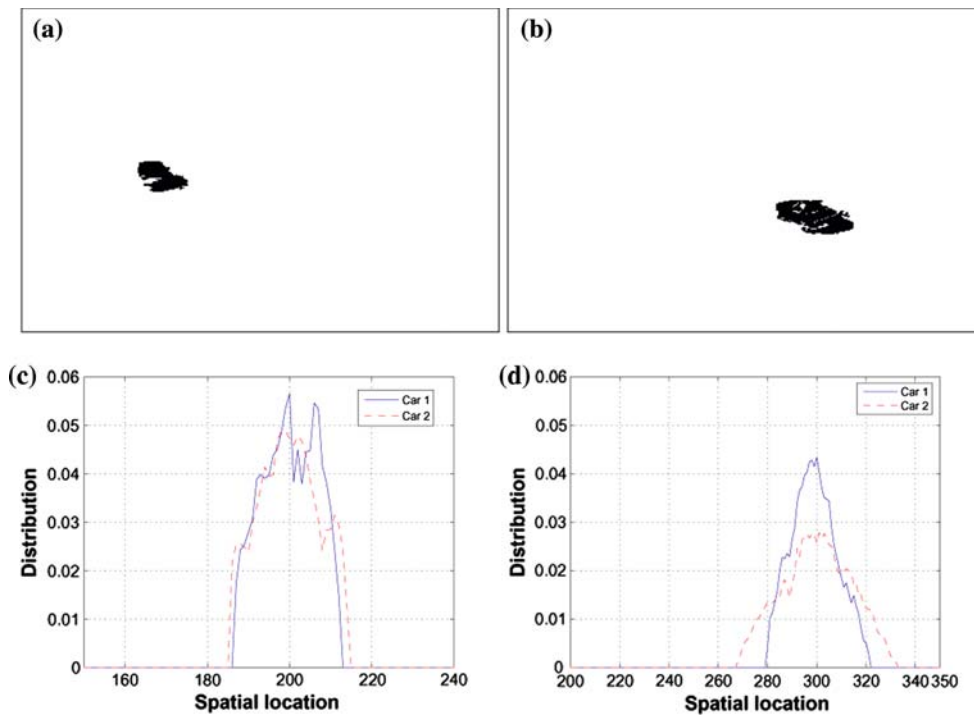 (a)
(b)
(c)
0.06
0.05
0.04
0.03
0.02
0.01
0
Distribution
160
180
200
220
240
Spatial location
Car 1
Car 2
(d)
0.06
0.05
0.04
0.03
0.02
0.01
0
Distribution
200
220
240
260
280
300
320
340 350
Spatial location
Car 1
Car 2